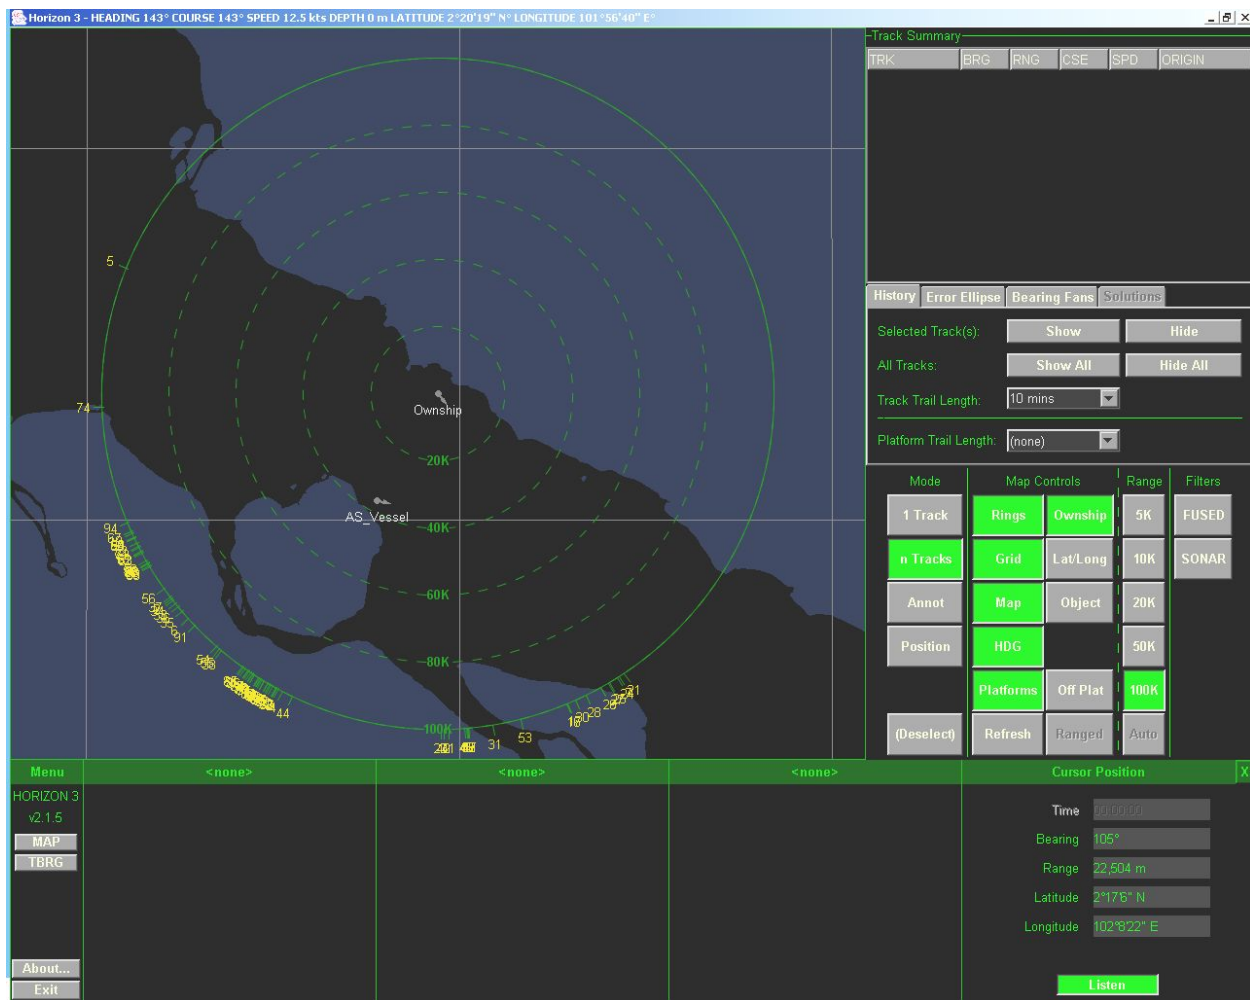 Horizon 3 - HEADING 143° COURSE 143° SPEED 12.5 kts DEPTH 0 m LATITUDE 2°20'19" N° LONGITUDE 101°56'40" E°
Track Summary
TRK BRG RNG CSE SPD ORIGIN
5
74
Ownship
20K
AS_Vessel
40K
94
56
60K
91
80K
44
100K
31
53
28
21
History Error Ellipse Bearing Fans Solutions
Selected Track(s): Show Hide
All Tracks: Show All Hide All
Track Trail Length: 10 mins
Platform Trail Length: (none)
Mode Map Controls Range Filters
1 Track Rings Ownship 5K FUSED
n Tracks Grid Lat/Long 10K SONAR
Annot Map Object 20K
Position HDG 50K
Platforms Off Plat 100K
(Deselect) Refresh Ranged Auto
Menu <none> <none> <none> Cursor Position X
HORIZON 3
v2.1.5
MAP
TBRG
About...
Exit
Time 00:00:00
Bearing 105°
Range 22,504 m
Latitude 2°17'6" N
Longitude 102°8'22" E
Listen